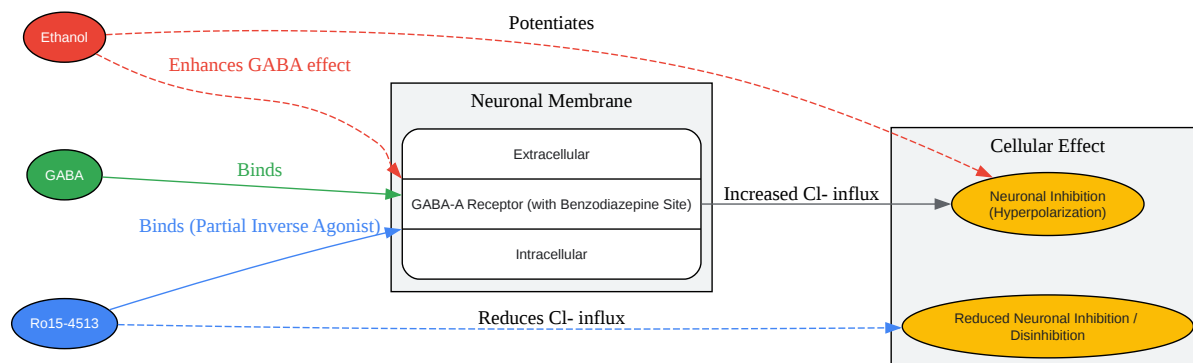 Ethanol
Potentiates
Enhances GABA effect
Neuronal Membrane
Extracellular
Cellular Effect
GABA
Binds
GABA-A Receptor (with Benzodiazepine Site)
Increased Cl- influx
Neuronal Inhibition
(Hyperpolarization)
Binds (Partial Inverse Agonist)
Intracellular
Ro15-4513
Reduces Cl- influx
Reduced Neuronal Inhibition /
Disinhibition